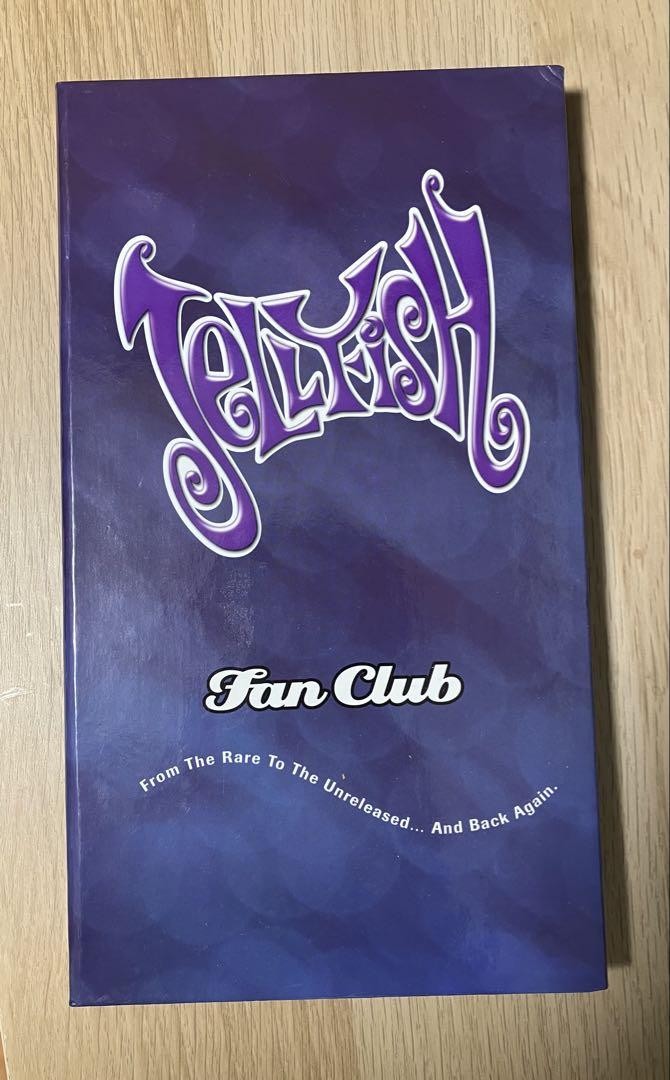 Jellyfish
Fan Club
From The Rare To The Unreleased... And Back Again.